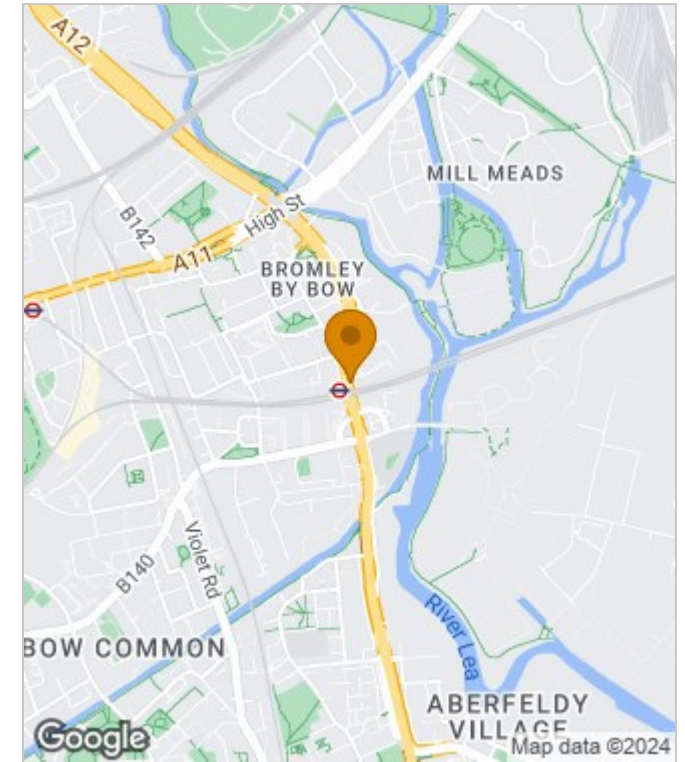 A12
MILL MEADS
B142
High St
A11
BROMLEY
BY BOW
Violet Rd
B140
BOW COMMON
River Lea
ABERFELDY
VILLAGE
Google
Map data ©2024